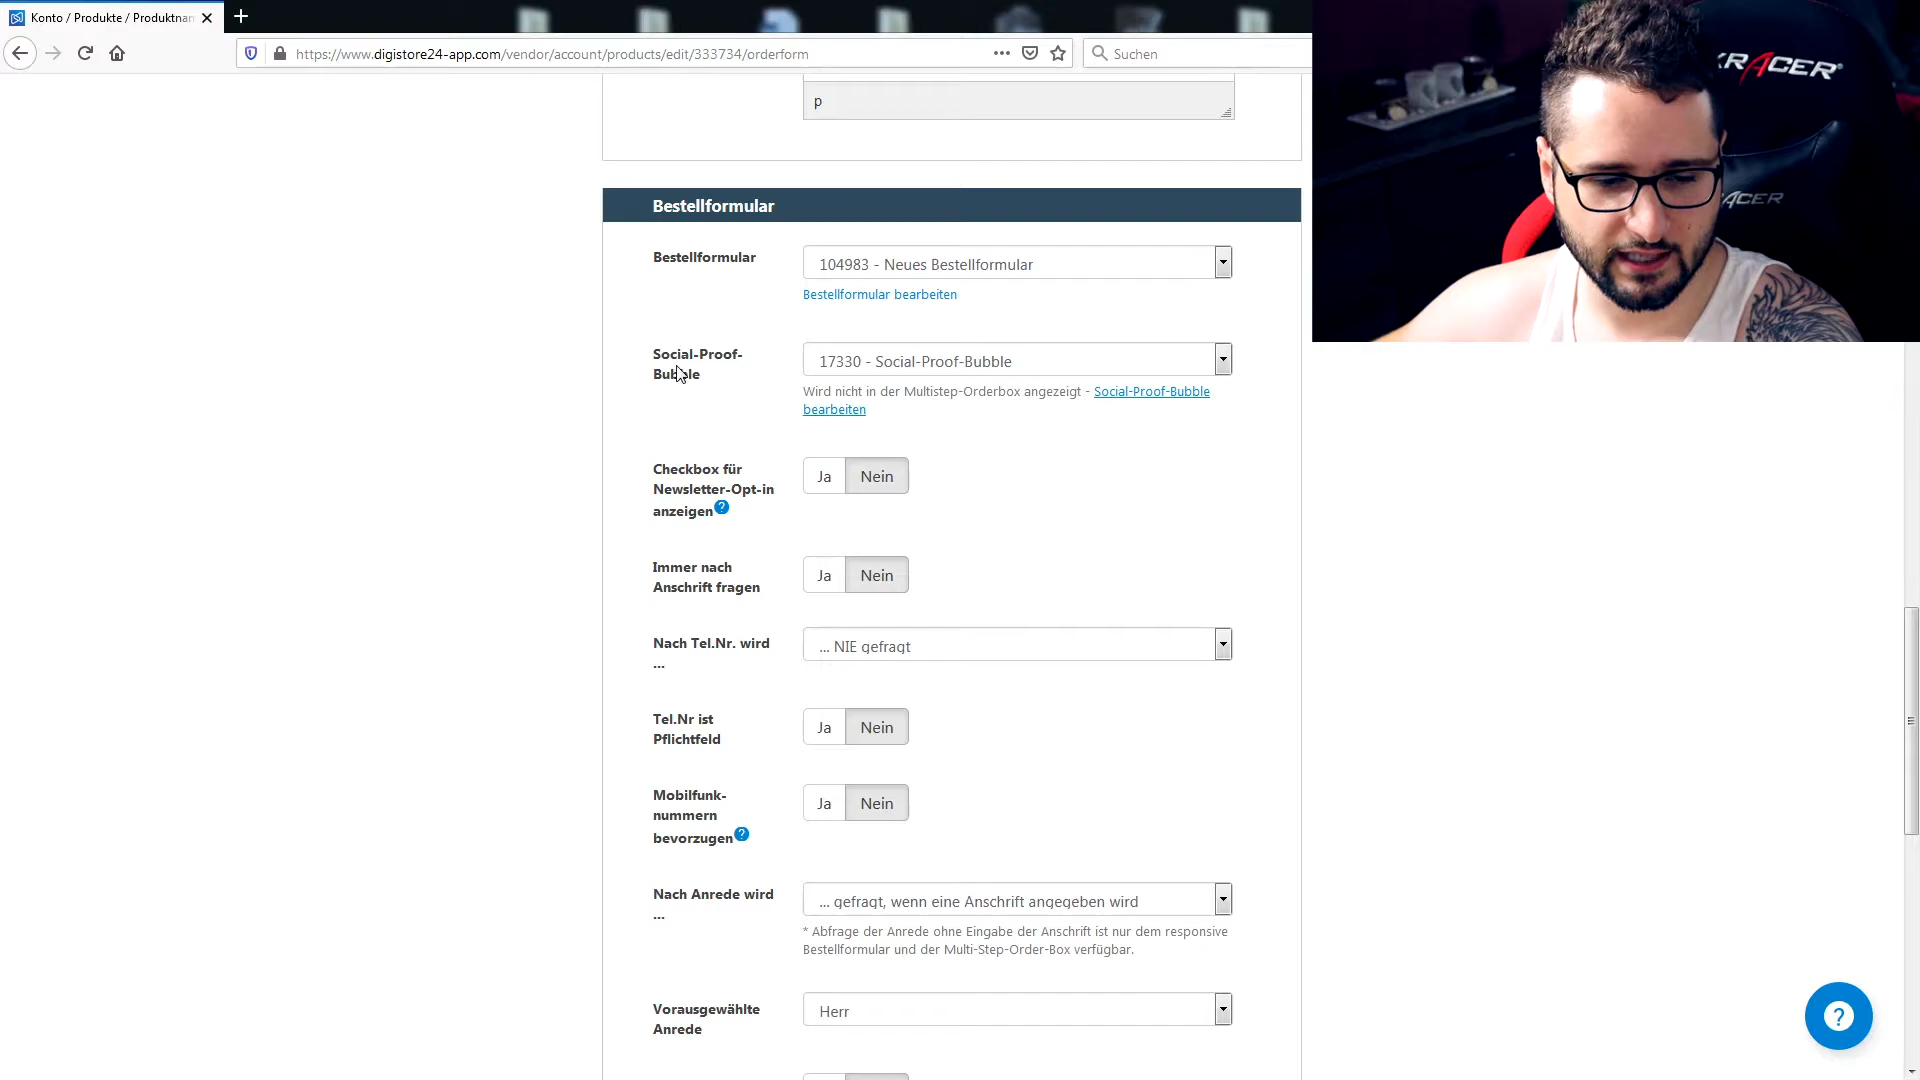 Konto / Produkte / Produktnan
https://www.digistore24-app.com/vendor/account/products/edit/333734/orderform
Suchen
p
Bestellformular
Bestellformular
104983 - Neues Bestellformular
Bestellformular bearbeiten
Social-Proof-
Bubble
17330 - Social-Proof-Bubble
Wird nicht in der Multistep-Orderbox angezeigt - Social-Proof-Bubble
bearbeiten
Checkbox für
Newsletter-Opt-in
anzeigen
Ja Nein
Immer nach
Anschrift fragen
Ja Nein
Nach Tel.Nr. wird
...
... NIE gefragt
Tel.Nr ist
Pflichtfeld
Ja Nein
Mobilfunk-
nummern
bevorzugen
Ja Nein
Nach Anrede wird
...
... gefragt, wenn eine Anschrift angegeben wird
* Abfrage der Anrede ohne Eingabe der Anschrift ist nur dem responsive
Bestellformular und der Multi-Step-Order-Box verfügbar.
Vorausgewählte
Anrede
Herr
RACER
ACER